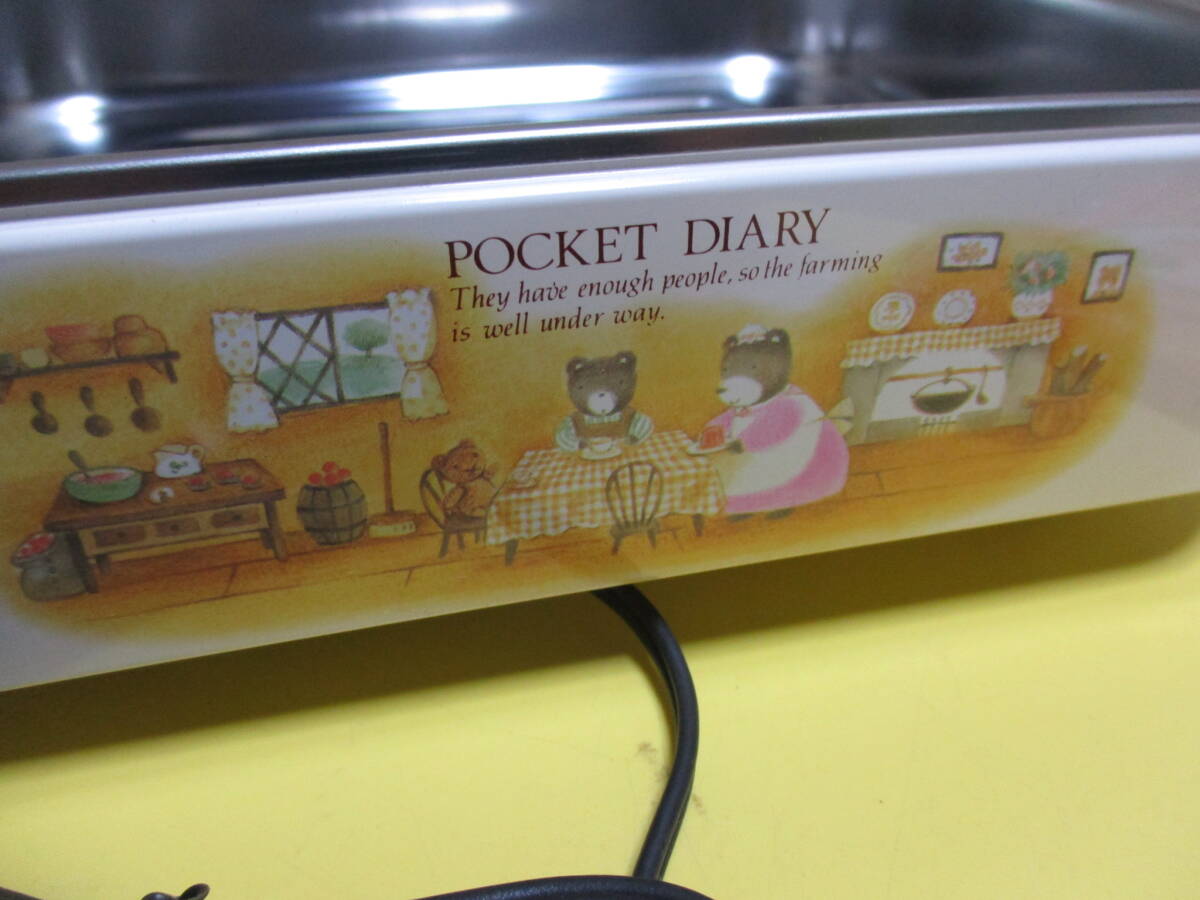 POCKET DIARY
They have enough people, so the farming
is well under way.